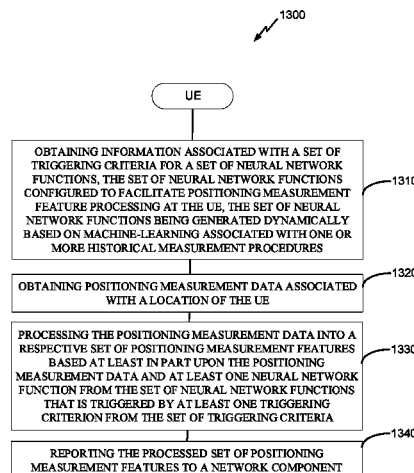 1300
UE
OBTAINING INFORMATION ASSOCIATED WITH A SET OF
TRIGGERING CRITERIA FOR A SET OF NEURAL NETWORK
FUNCTIONS, THE SET OF NEURAL NETWORK FUNCTIONS
CONFIGURED TO FACILITATE POSITIONING MEASUREMENT
FEATURE PROCESSING AT THE UE, THE SET OF NEURAL
NETWORK FUNCTIONS BEING GENERATED DYNAMICALLY
BASED ON MACHINE-LEARNING ASSOCIATED WITH ONE OR
MORE HISTORICAL MEASUREMENT PROCEDURES
1310
OBTAINING POSITIONING MEASUREMENT DATA ASSOCIATED
WITH A LOCATION OF THE UE
1320
PROCESSING THE POSITIONING MEASUREMENT DATA INTO A
RESPECTIVE SET OF POSITIONING MEASUREMENT FEATURES
BASED AT LEAST IN PART UPON THE POSITIONING
MEASUREMENT DATA AND AT LEAST ONE NEURAL NETWORK
FUNCTION FROM THE SET OF NEURAL NETWORK FUNCTIONS
THAT IS TRIGGERED BY AT LEAST ONE TRIGGERING
CRITERION FROM THE SET OF TRIGGERING CRITERIA
1330
REPORTING THE PROCESSED SET OF POSITIONING
MEASUREMENT FEATURES TO A NETWORK COMPONENT
1340